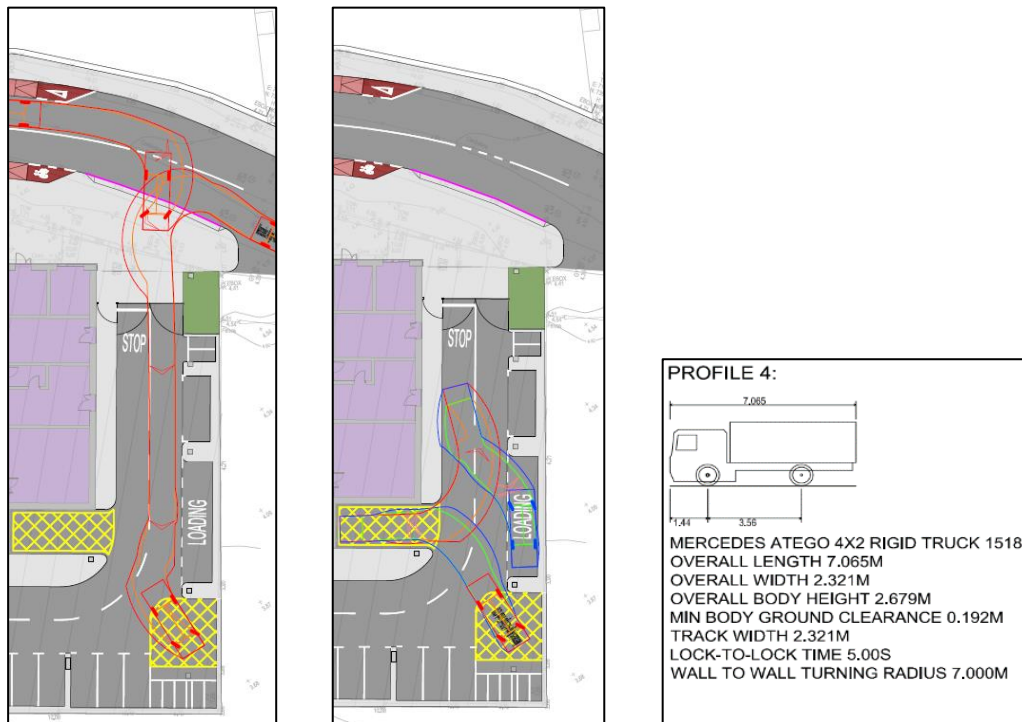 STOP
LOADING
STOP
LOADING
PROFILE 4:
7.065
1.44
3.56
MERCEDES ATEGO 4X2 RIGID TRUCK 1518
OVERALL LENGTH 7.065M
OVERALL WIDTH 2.321M
OVERALL BODY HEIGHT 2.679M
MIN BODY GROUND CLEARANCE 0.192M
TRACK WIDTH 2.321M
LOCK-TO-LOCK TIME 5.00S
WALL TO WALL TURNING RADIUS 7.000M